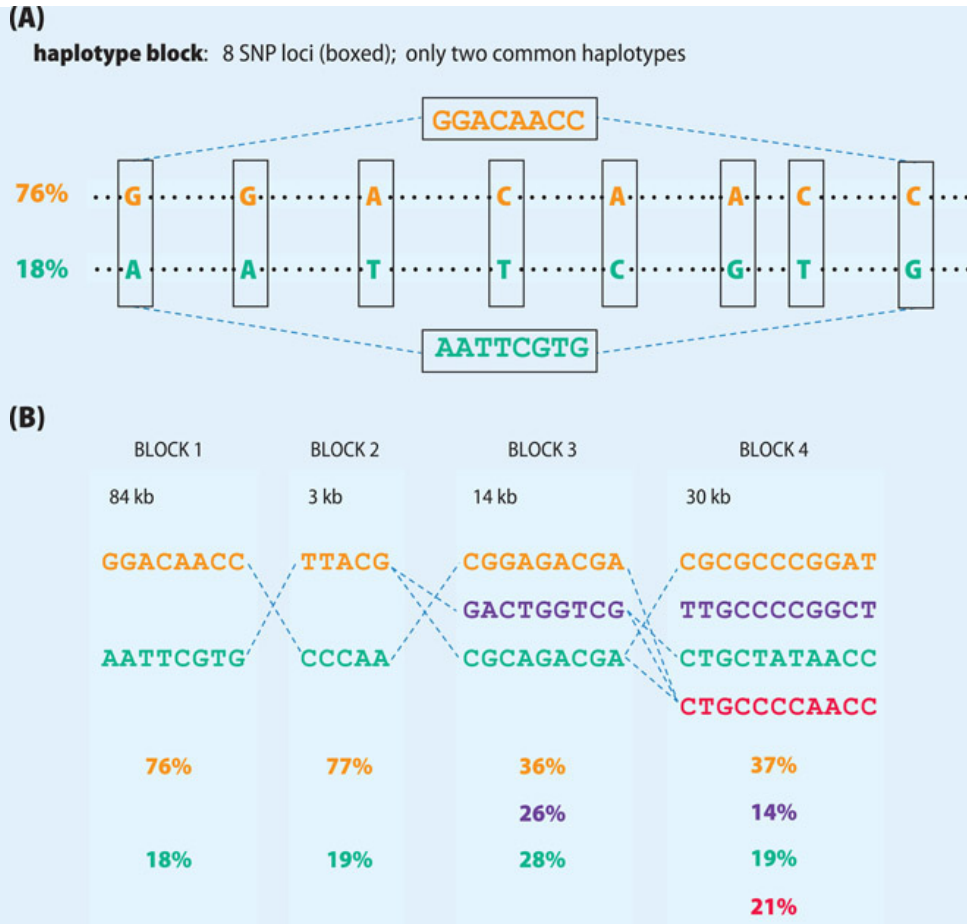 (A)
haplotype block: 8 SNP loci (boxed); only two common haplotypes
GGACAACC
76% G G A C A A C C
18% A A T T C G T G
AATTCGTG
(B)
BLOCK 1 BLOCK 2 BLOCK 3 BLOCK 4
84 kb 3 kb 14 kb 30 kb
GGACAACC TTACG CGGAGACGA CGCGCCCGGAT
GACTGGTCG TTGCCCCGGCT
AATTCGTG CCCAA CGCAGACGA CTGCTATAACC
CTGCCCCAACC
76% 77% 36% 37%
26% 14%
18% 19% 28% 19%
21%